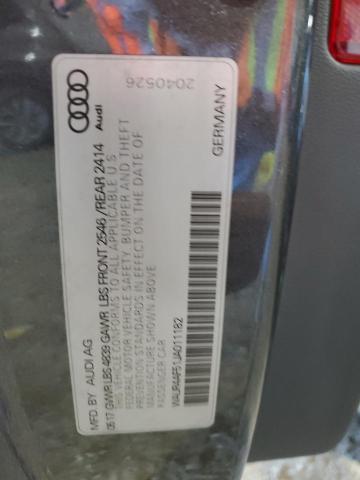 MFD. BY AUDI AG
05.17 GVWR LBS 4839 GAWR LBS FRONT 2546 / REAR 2414
THIS VEHICLE CONFORMS TO ALL APPLICABLE U S
FEDERAL MOTOR VEHICLE SAFETY, BUMPER AND THEFT
PREVENTION STANDARDS IN EFFECT ON THE DATE OF
MANUFACTURE SHOWN ABOVE.
PASSENGER CAR
WAUR4AF51JA011182
GERMANY
Audi
2040526